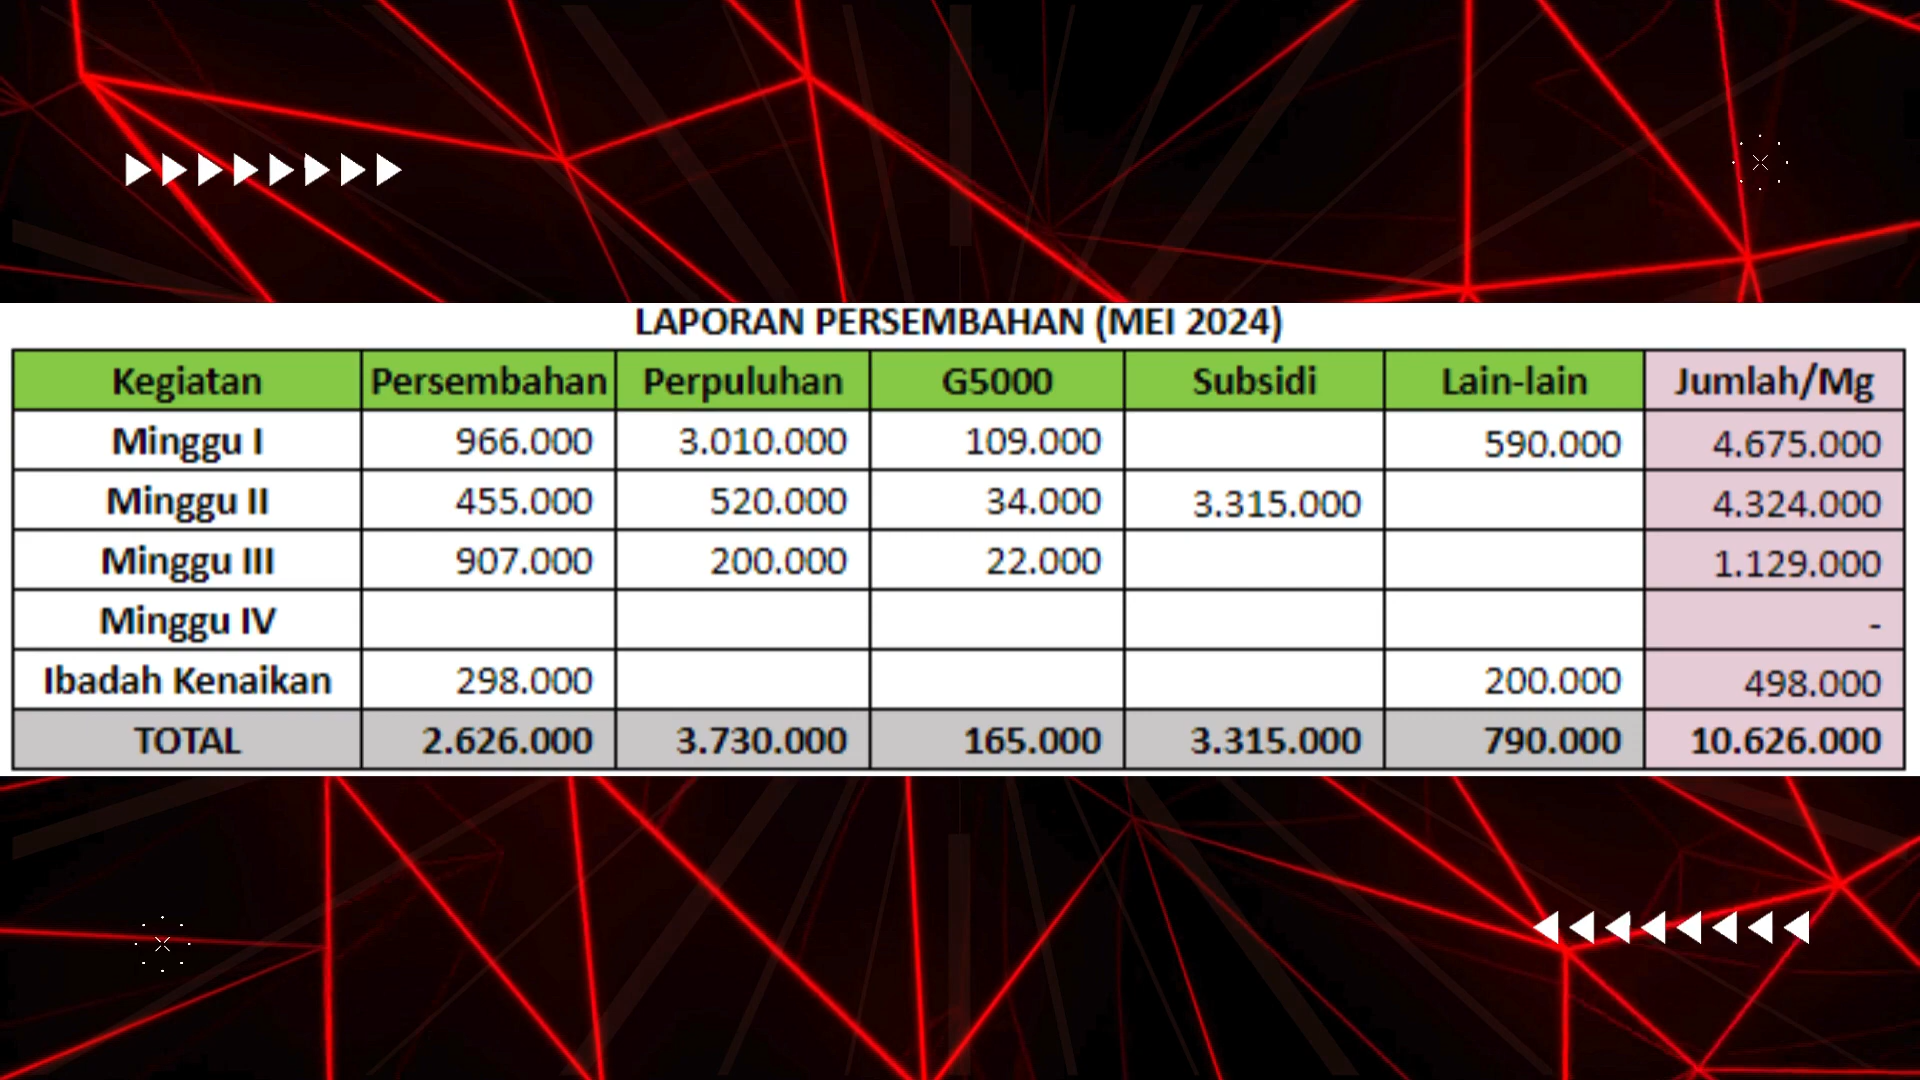 LAPORAN PERSEMBAHAN (MEI 2024)
Kegiatan Persembahan Perpuluhan G5000 Subsidi Lain-lain Jumlah/Mg
Minggu I 966.000 3.010.000 109.000 590.000 4.675.000
Minggu II 455.000 520.000 34.000 3.315.000 4.324.000
Minggu III 907.000 200.000 22.000 1.129.000
Minggu IV -
Ibadah Kenaikan 298.000 200.000 498.000
TOTAL 2.626.000 3.730.000 165.000 3.315.000 790.000 10.626.000